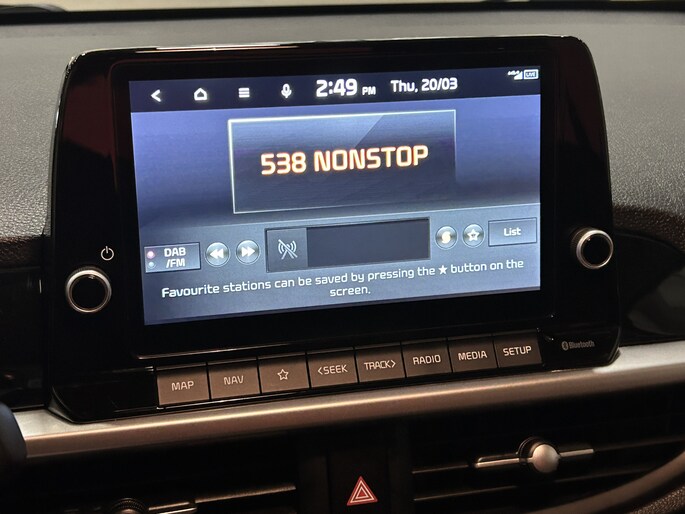 2:49 PM Thu, 20/03 LIVE
538 NONSTOP
DAB
/FM
List
Favourite stations can be saved by pressing the ★ button on the
screen.
MAP NAV <SEEK TRACK> RADIO MEDIA SETUP
Bluetooth